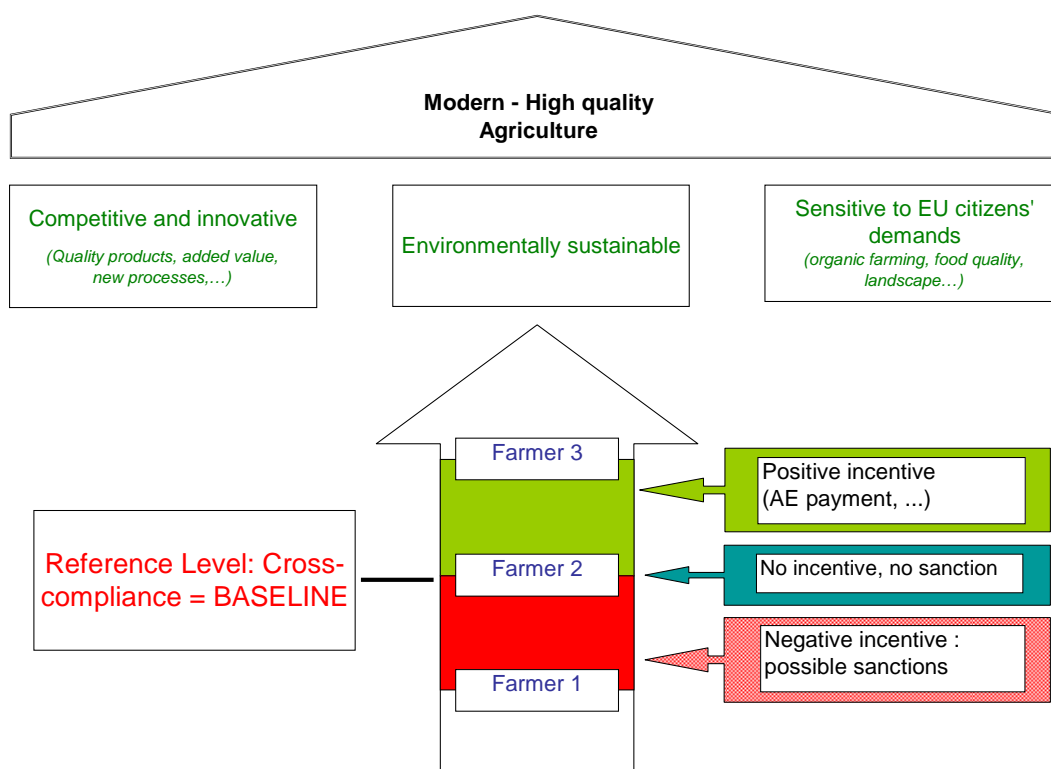 Modern - High quality
Agriculture
Competitive and innovative
(Quality products, added value,
new processes,…)
Environmentally sustainable
Sensitive to EU citizens'
demands
(organic farming, food quality,
landscape…)
Farmer 3
Positive incentive
(AE payment, ...)
Reference Level: Cross-
compliance = BASELINE
Farmer 2
No incentive, no sanction
Negative incentive :
possible sanctions
Farmer 1